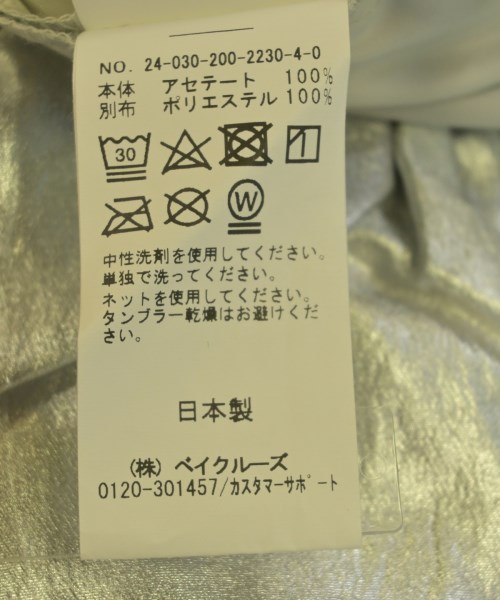 NO. 24-030-200-2230-4-0
本体 アセテート 100%
別布 ポリエステル 100%
30
W
中性洗剤を使用してください。
単独で洗ってください。
ネットを使用してください。
タンブラー乾燥はお避けくだ
さい。
日本製
(株) ベイクルーズ
0120-301457/カスタマーサポート